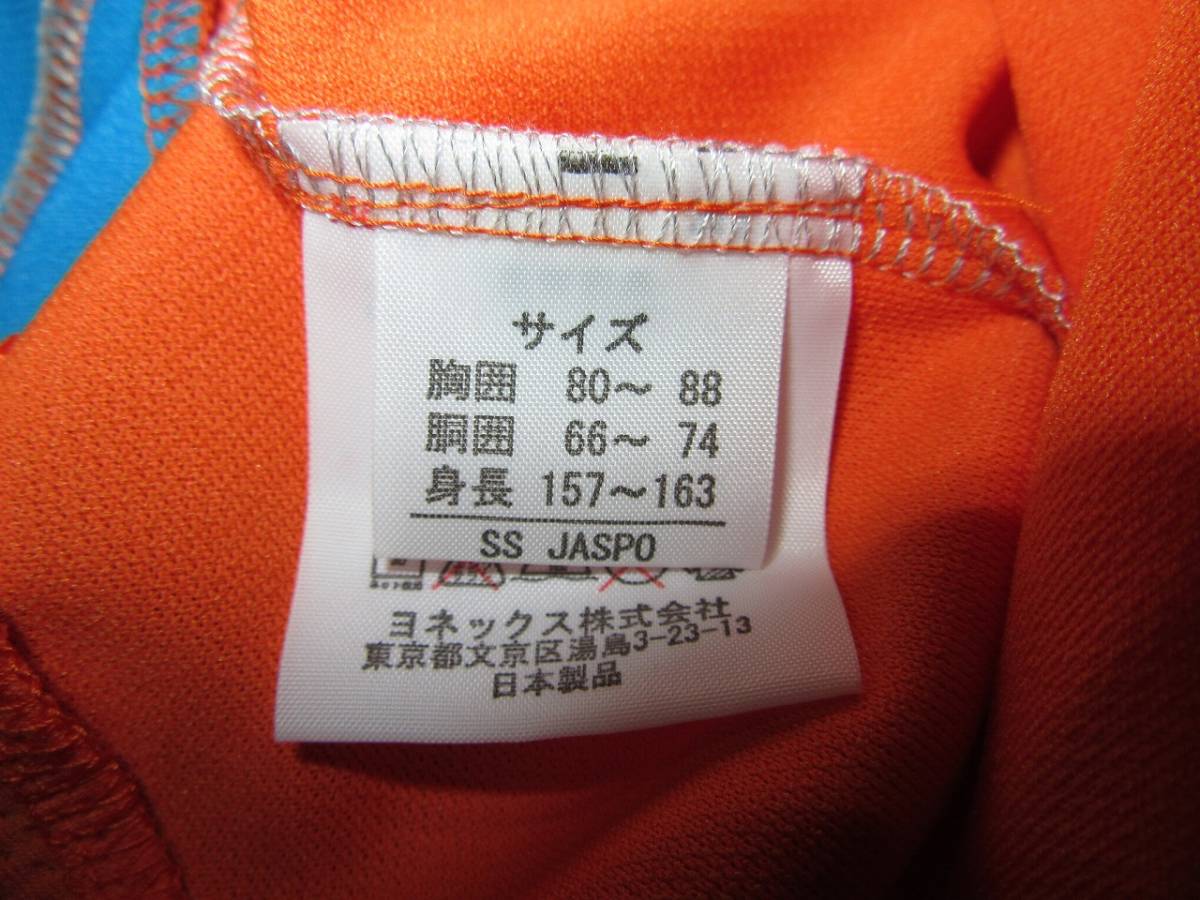 サイズ
胸囲 80～ 88
胴囲 66～ 74
身長 157～163
SS JASPO
ヨネックス株式会社
東京都文京区湯島3-23-13
日本製品